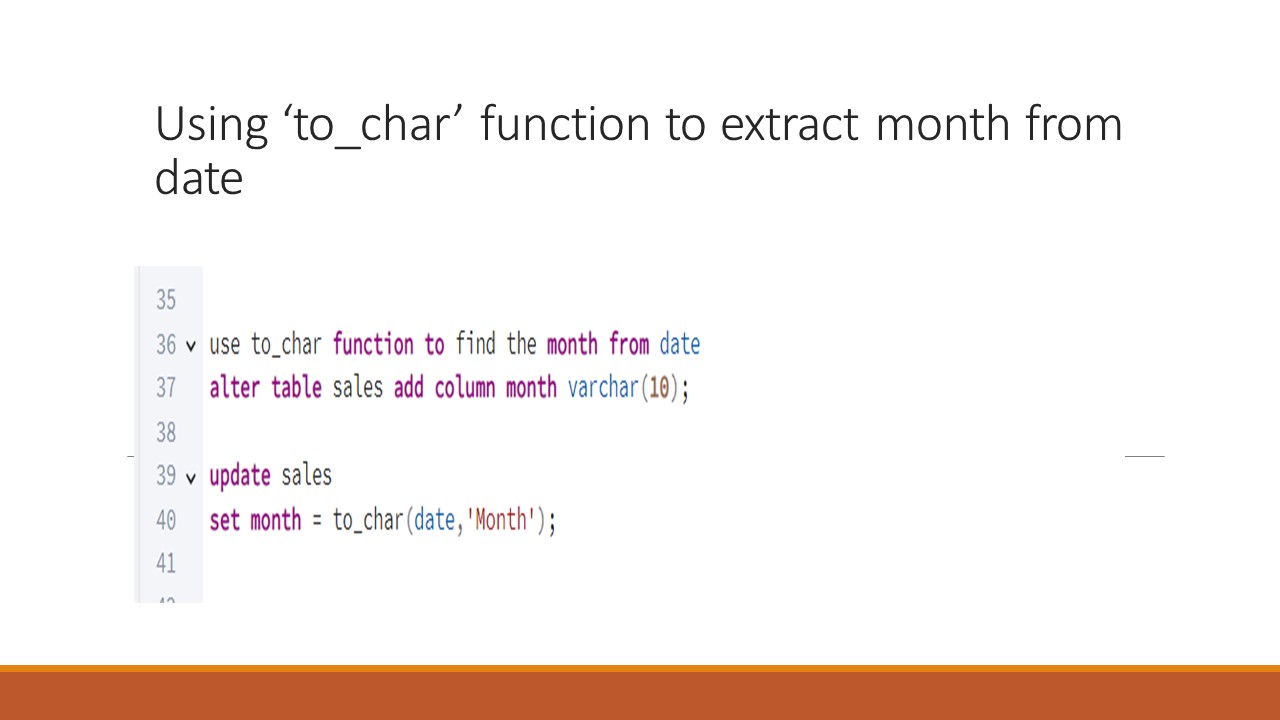 Using ‘to_char’ function to extract month from
date
35
36 use to_char function to find the month from date
37 alter table sales add column month varchar(10);
38
39 update sales
40 set month = to_char(date,'Month');
41